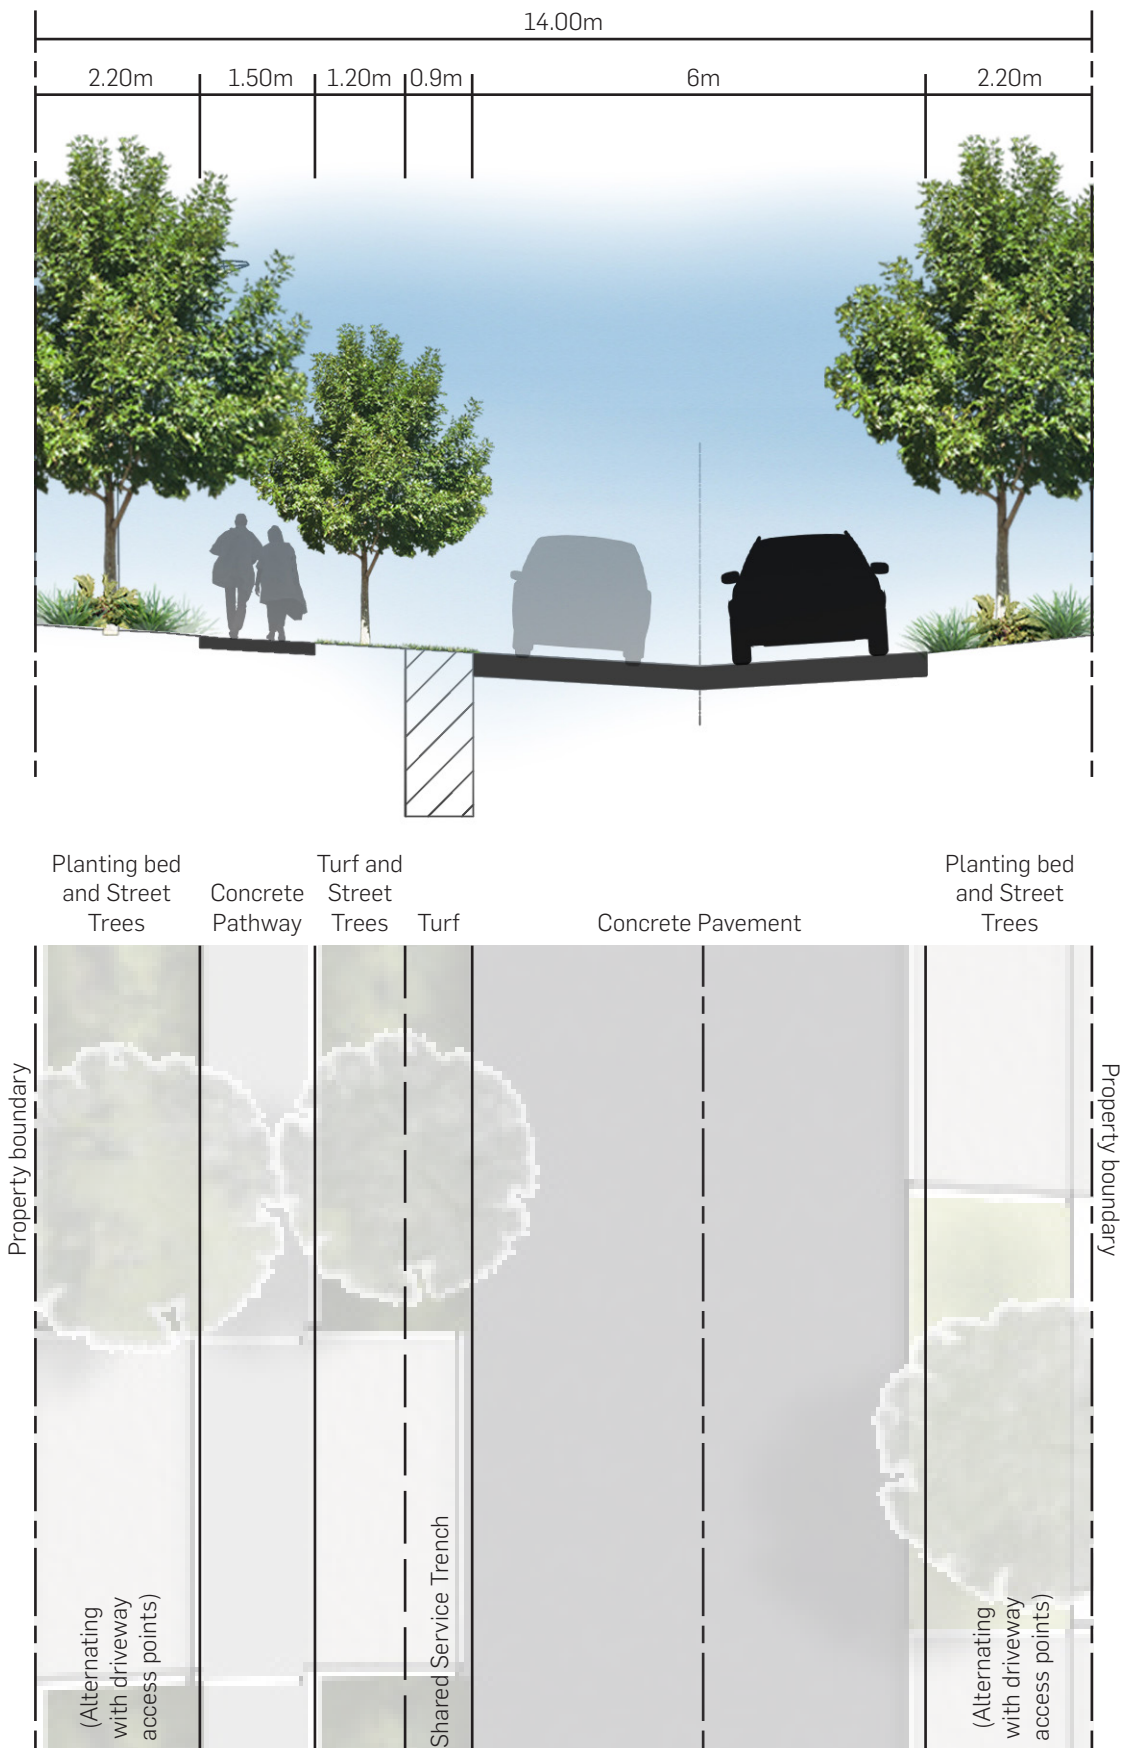 14.00m
2.20m
1.50m
1.20m
0.9m
6m
2.20m
Planting bed
and Street
Trees
Concrete
Pathway
Turf and
Street
Trees
Turf
Concrete Pavement
Planting bed
and Street
Trees
Property boundary
Property boundary
(Alternating
with driveway
access points)
Shared Service Trench
(Alternating
with driveway
access points)